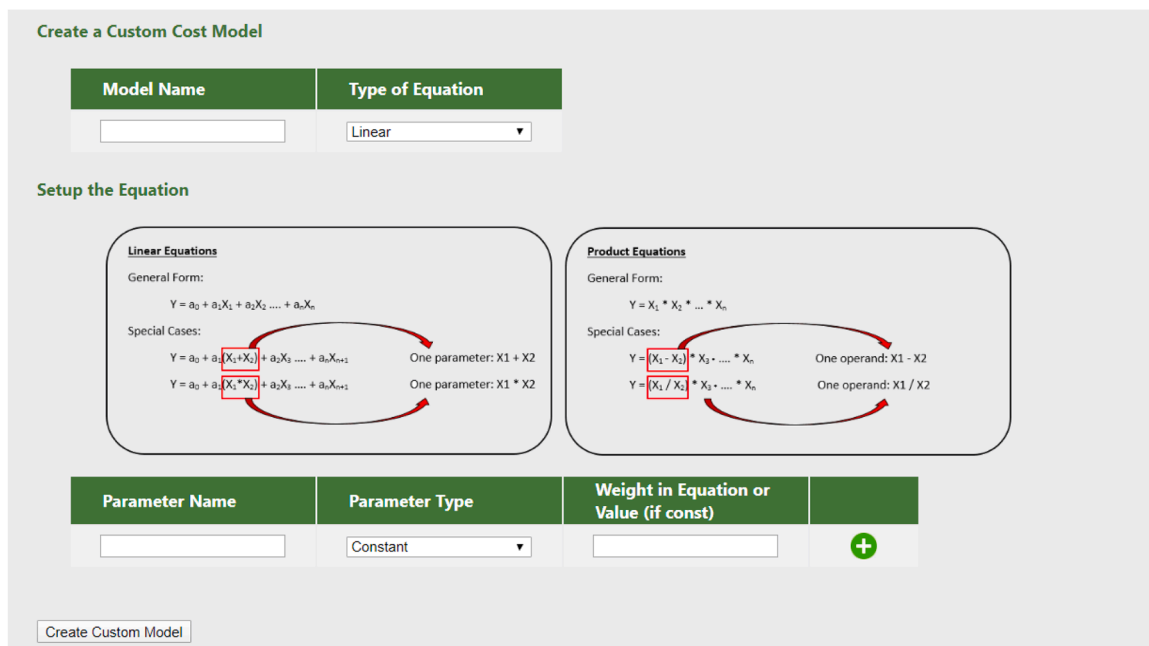 Create a Custom Cost Model
Model Name Type of Equation
Linear
Setup the Equation
Linear Equations
General Form:
Y = a₀ + a₁X₁ + a₂X₂ .... + aₙXₙ
Special Cases:
Y = a₀ + a₁(X₁+X₂) + a₂X₃ .... + aₙXₙ₊₁ One parameter: X1 + X2
Y = a₀ + a₁(X₁*X₂) + a₂X₃ .... + aₙXₙ₊₁ One parameter: X1 * X2
Product Equations
General Form:
Y = X₁ * X₂ * ... * Xₙ
Special Cases:
Y = (X₁ - X₂) * X₃ * .... * Xₙ One operand: X1 - X2
Y = (X₁ / X₂) * X₃ * .... * Xₙ One operand: X1 / X2
Parameter Name Parameter Type Weight in Equation or
Value (if const)
Constant
Create Custom Model